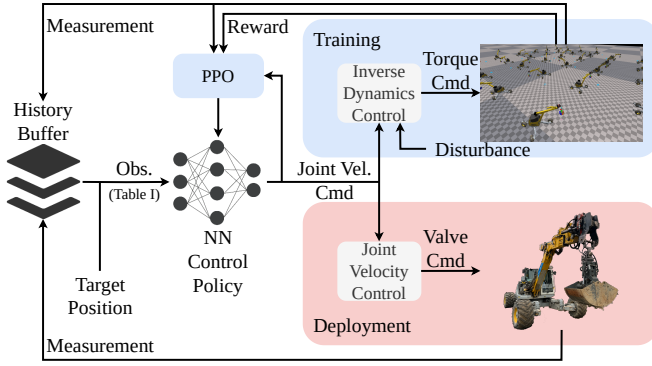 Measurement
Reward
Training
PPO
Torque
Cmd
Inverse
Dynamics
Control
History
Buffer
Disturbance
Obs.
(Table I)
Joint Vel.
Cmd
NN
Control
Policy
Target
Position
Joint
Velocity
Control
Valve
Cmd
Deployment
Measurement